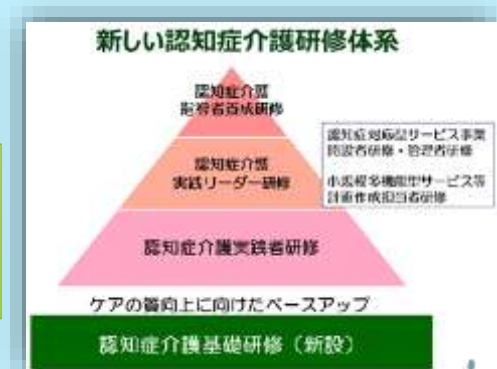 新しい認知症介護研修体系
認知症介護
指導者養成研修
認知症介護
実践リーダー研修
認知症対応型サービス事業
開設者研修・管理者研修
小規模多機能型サービス等
計画作成担当者研修
認知症介護実践者研修
ケアの質向上に向けたベースアップ
認知症介護基礎研修（新設）